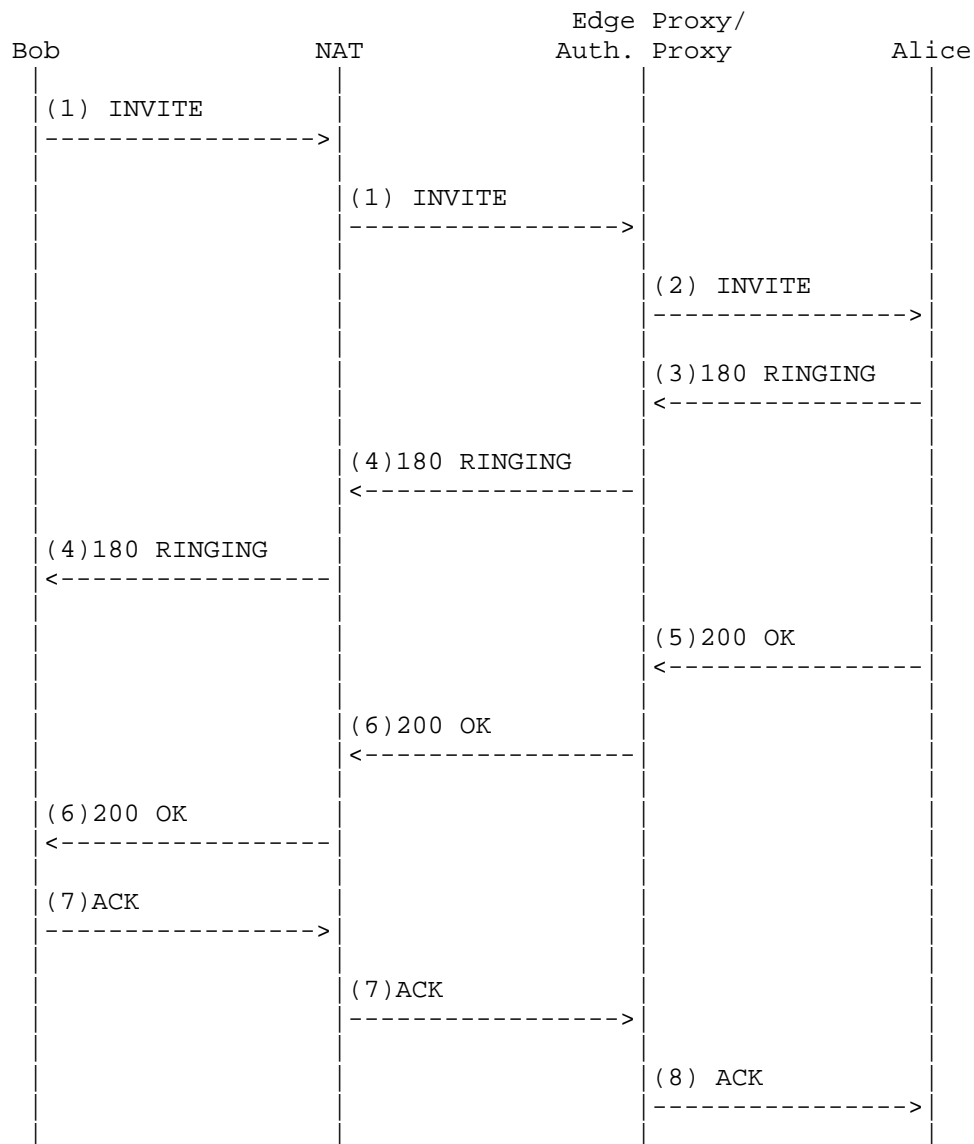 Edge Proxy/
Bob NAT Auth. Proxy Alice
(1) INVITE
(1) INVITE
(2) INVITE
(3)180 RINGING
(4)180 RINGING
(4)180 RINGING
(5)200 OK
(6)200 OK
(6)200 OK
(7)ACK
(7)ACK
(8) ACK